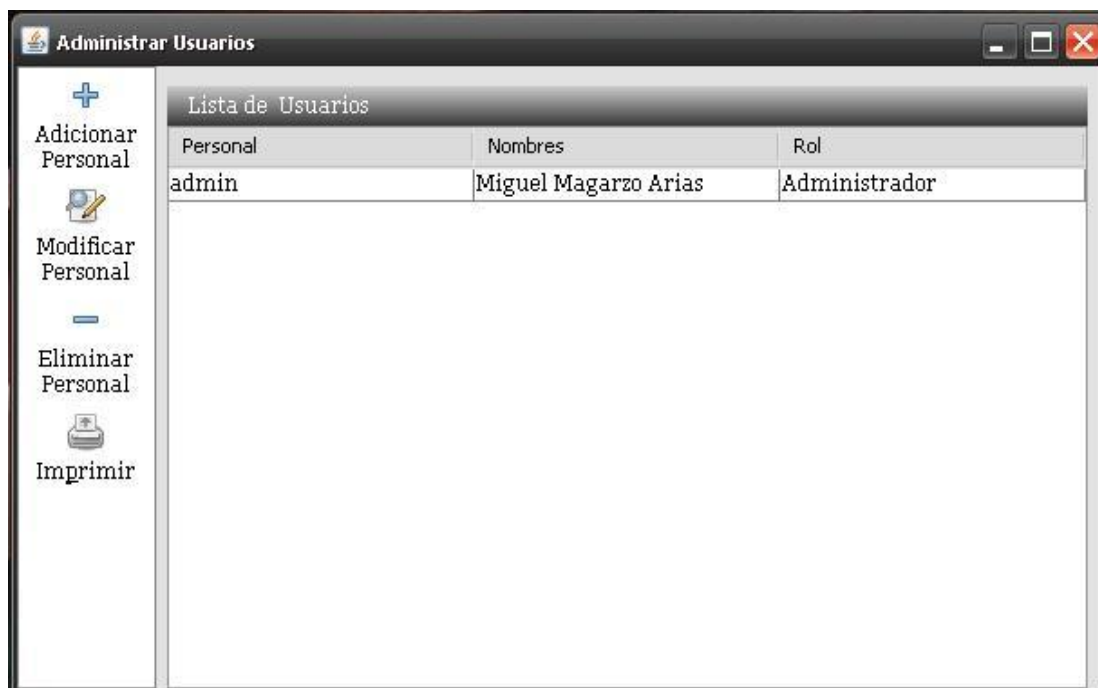 Administrar Usuarios
Adicionar
Personal
Modificar
Personal
Eliminar
Personal
Imprimir
Lista de Usuarios
Personal Nombres Rol
admin Miguel Magarzo Arias Administrador